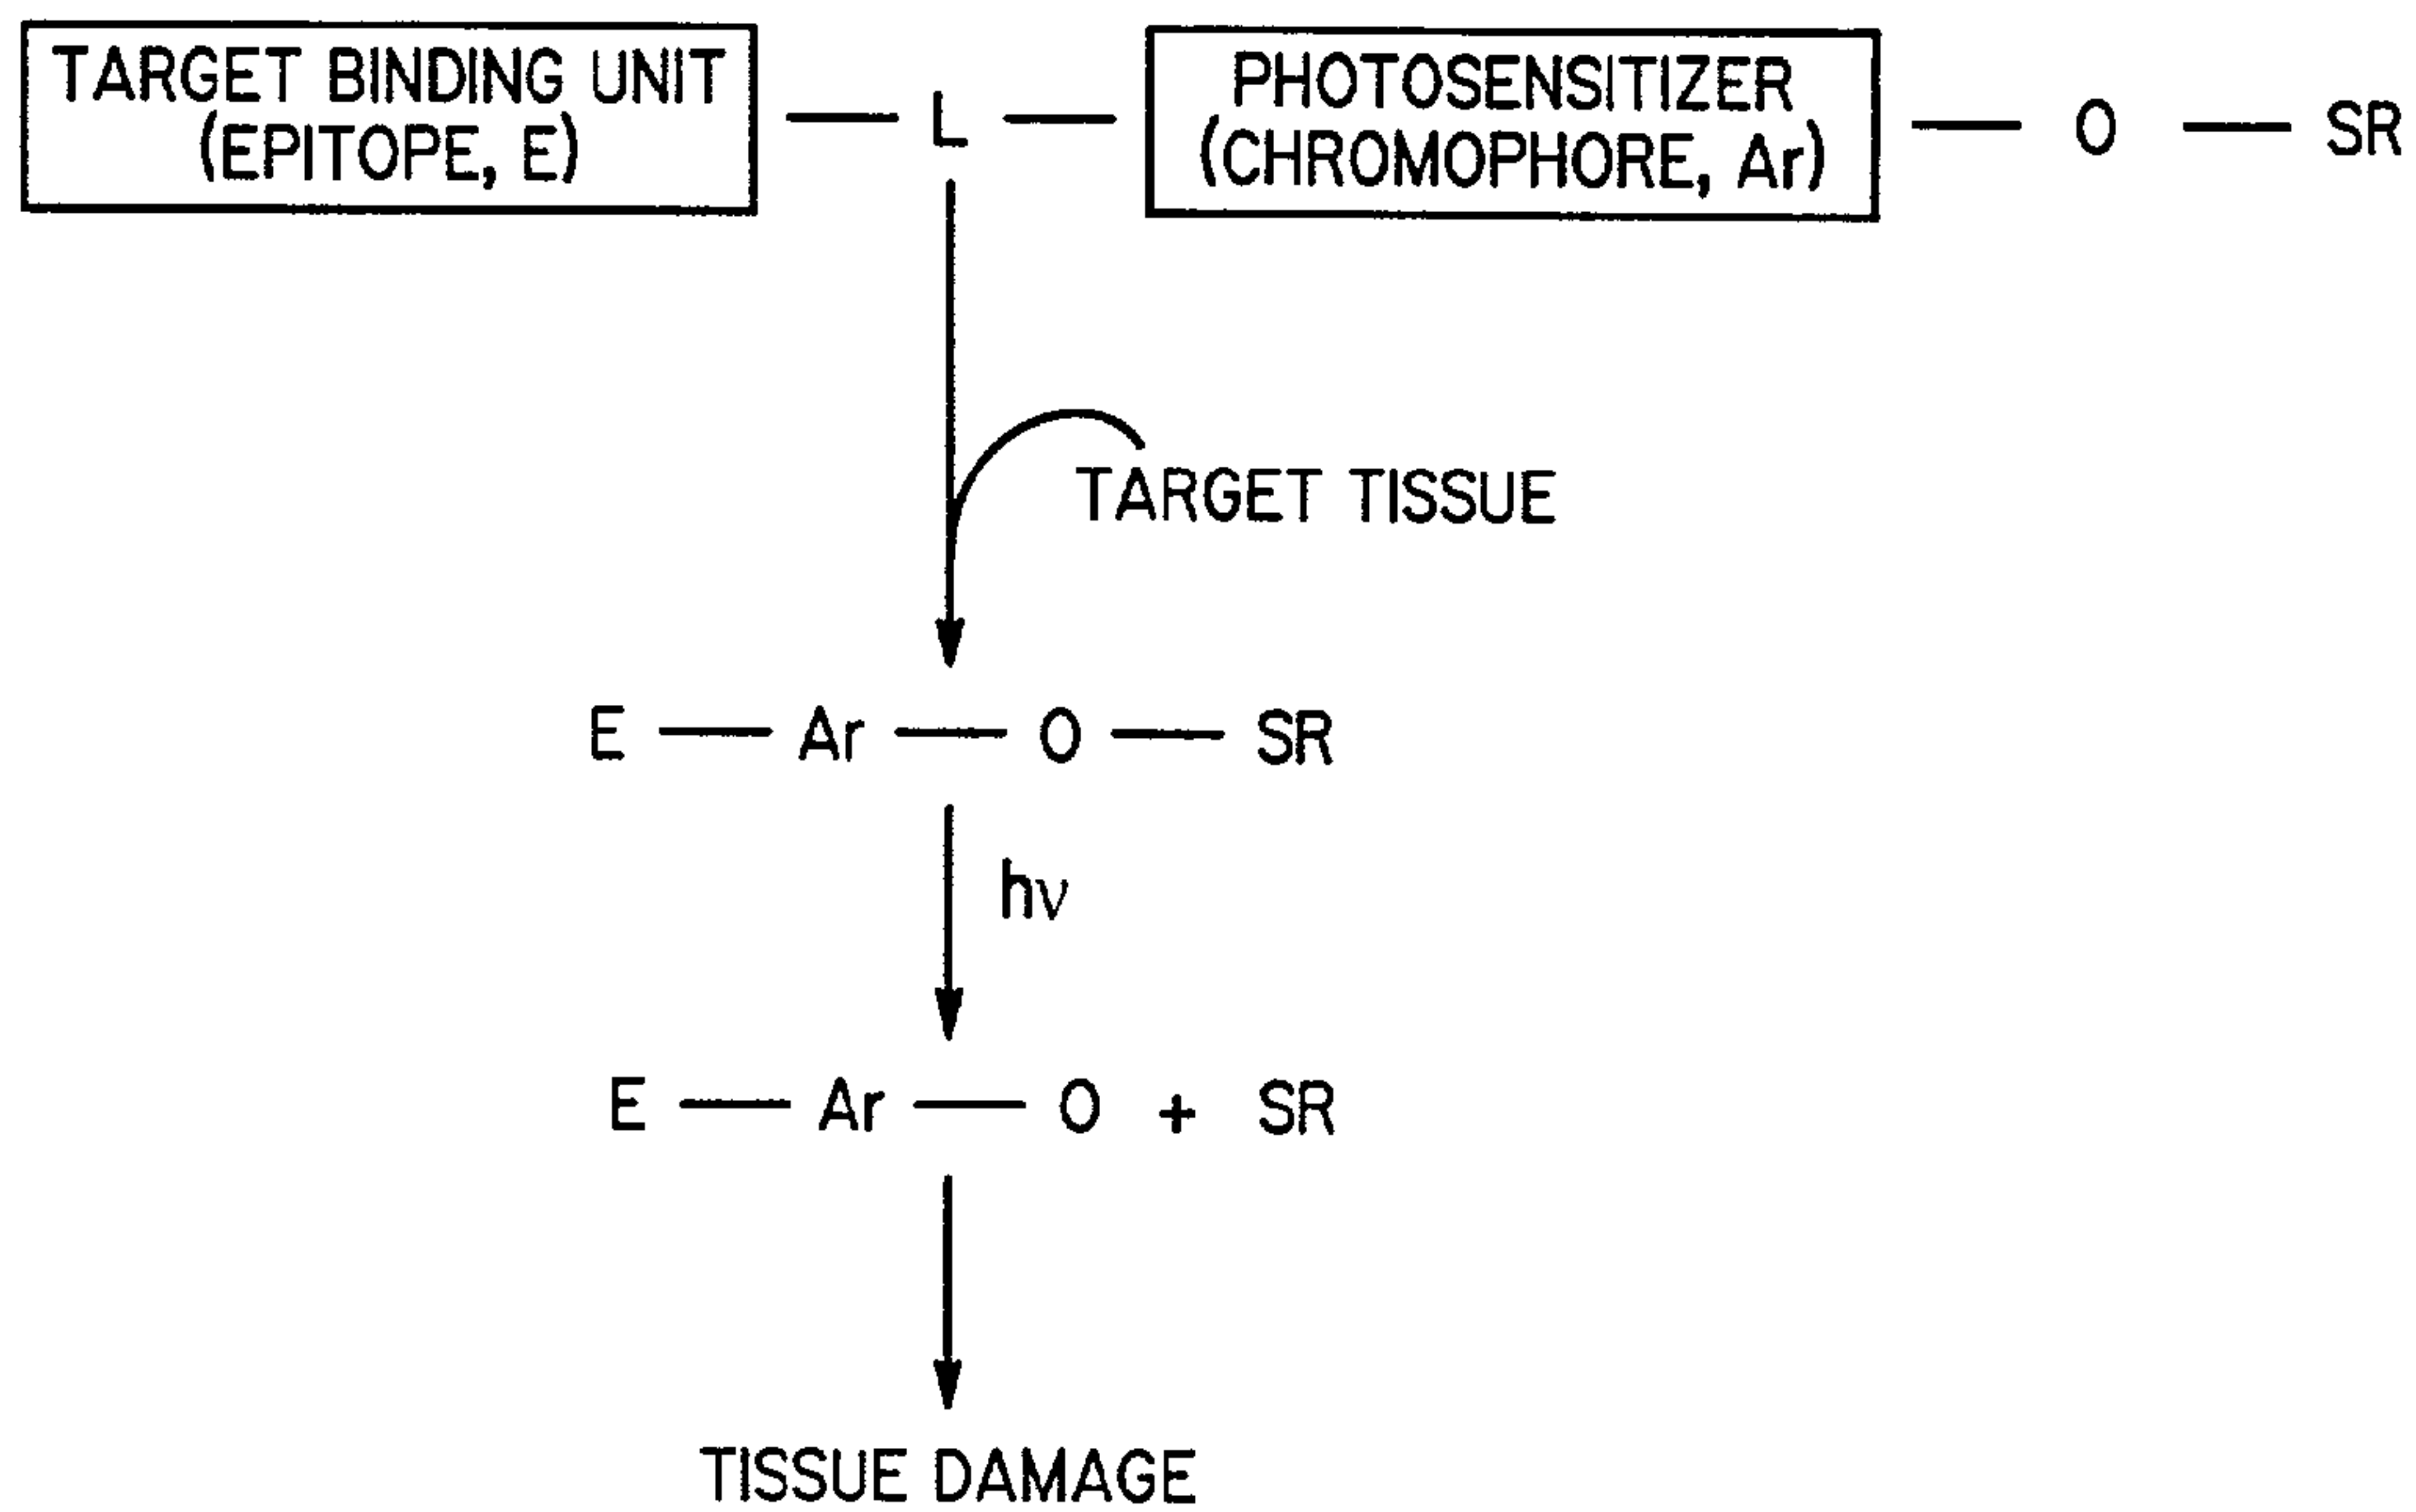 TARGET BINDING UNIT
(EPITOPE, E)
— L —
PHOTOSENSITIZER
(CHROMOPHORE, Ar)
— O — SR
TARGET TISSUE
E — Ar — O — SR
hν
E — Ar — O + SR
TISSUE DAMAGE